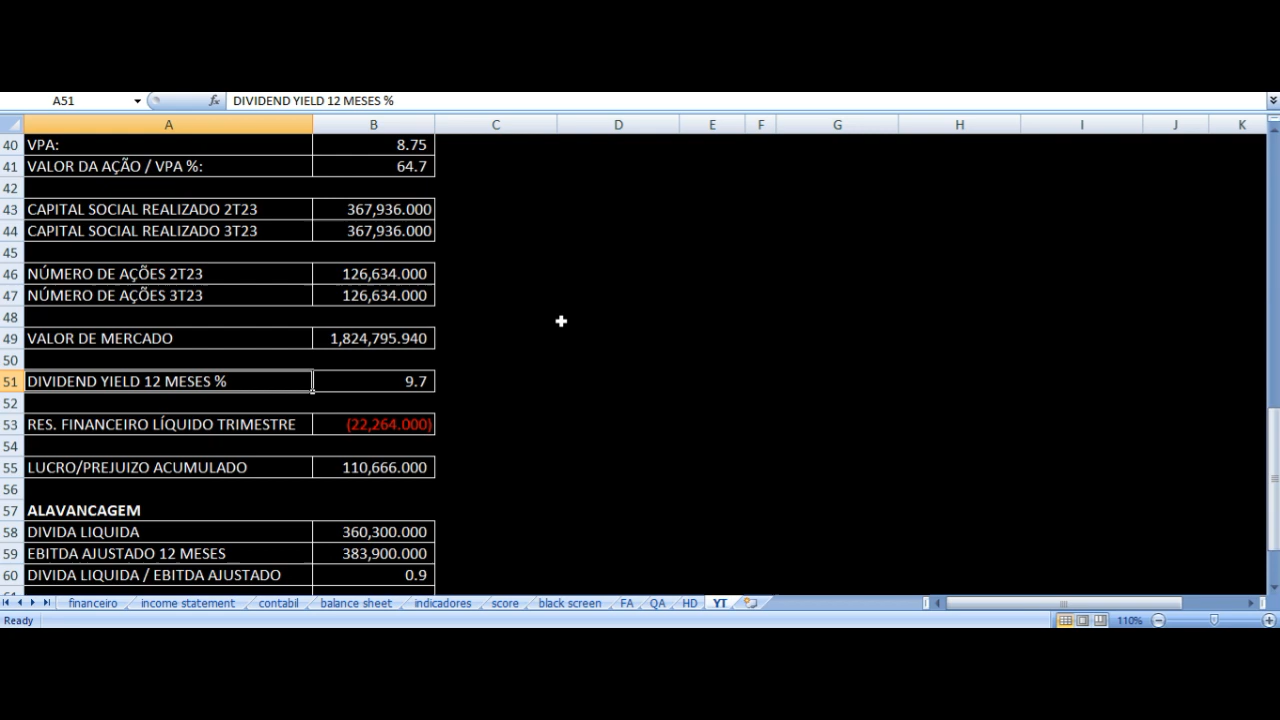 A51 fx DIVIDEND YIELD 12 MESES %
A B C D E F G H I J K
40 VPA: 8.75
41 VALOR DA AÇÃO / VPA %: 64.7
42
43 CAPITAL SOCIAL REALIZADO 2T23 367,936.000
44 CAPITAL SOCIAL REALIZADO 3T23 367,936.000
45
46 NÚMERO DE AÇÕES 2T23 126,634.000
47 NÚMERO DE AÇÕES 3T23 126,634.000
48
49 VALOR DE MERCADO 1,824,795.940
50
51 DIVIDEND YIELD 12 MESES % 9.7
52
53 RES. FINANCEIRO LÍQUIDO TRIMESTRE (22,264.000)
54
55 LUCRO/PREJUIZO ACUMULADO 110,666.000
56
57 ALAVANCAGEM
58 DIVIDA LIQUIDA 360,300.000
59 EBITDA AJUSTADO 12 MESES 383,900.000
60 DIVIDA LIQUIDA / EBITDA AJUSTADO 0.9
financeiro income statement contabil balance sheet indicadores score black screen FA QA HD YT
Ready 110%